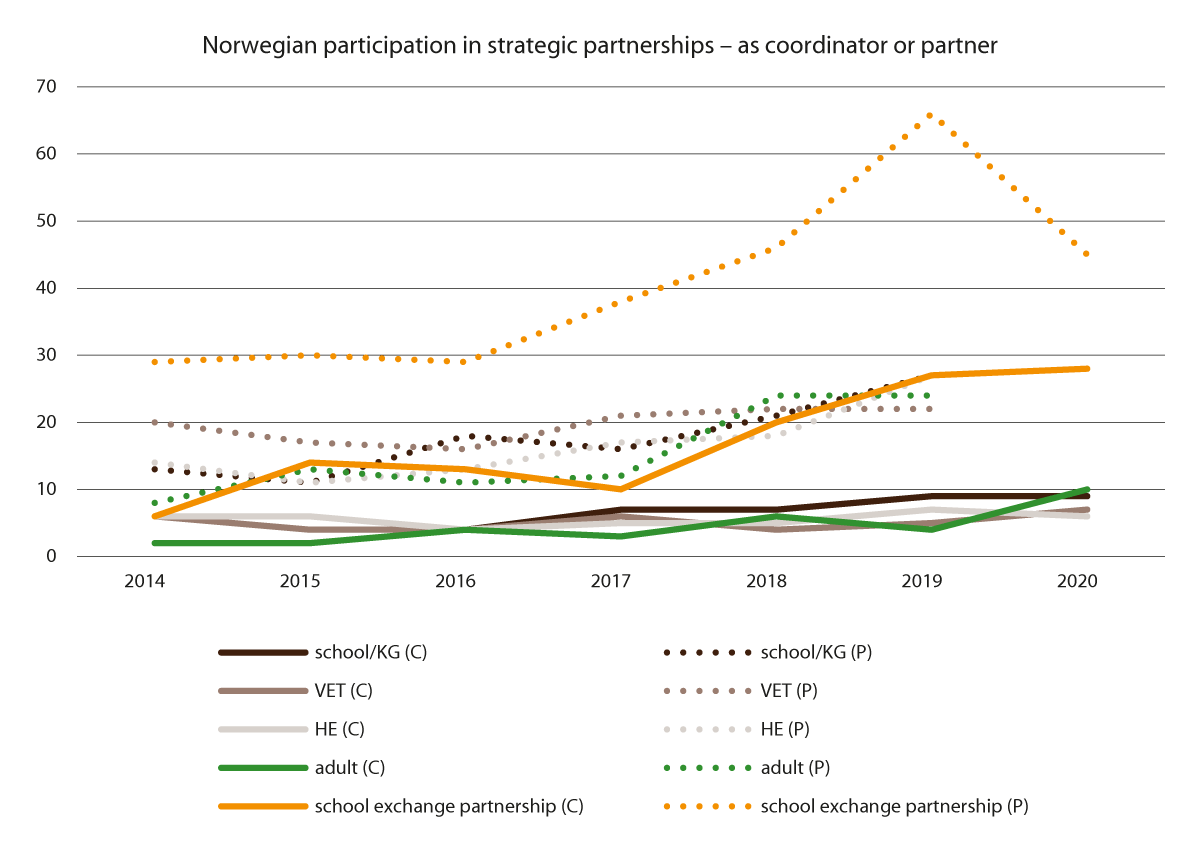 Norwegian participation in strategic partnerships – as coordinator or partner
70
60
50
40
30
20
10
0
2014 2015 2016 2017 2018 2019 2020
school/KG (C) school/KG (P)
VET (C) VET (P)
HE (C) HE (P)
adult (C) adult (P)
school exchange partnership (C) school exchange partnership (P)